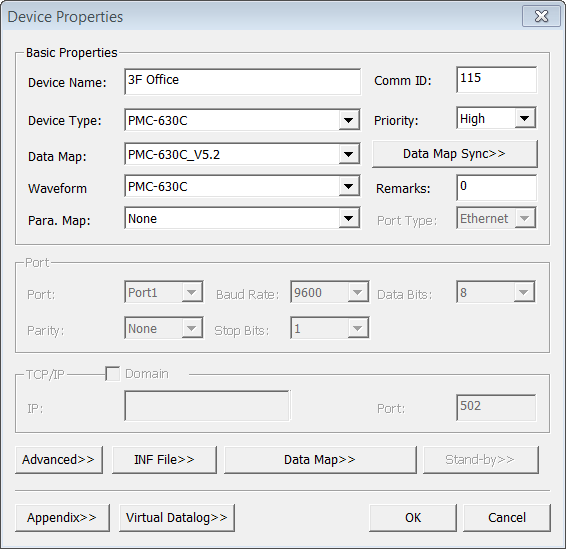 Device Properties
Basic Properties
Device Name: 3F Office Comm ID: 115
Device Type: PMC-630C Priority: High
Data Map: PMC-630C_V5.2 Data Map Sync>>
Waveform PMC-630C Remarks: 0
Para. Map: None Port Type: Ethernet
Port
Port: Port1 Baud Rate: 9600 Data Bits: 8
Parity: None Stop Bits: 1
TCP/IP Domain
IP: Port: 502
Advanced>> INF File>> Data Map>> Stand-by>>
Appendix>> Virtual Datalog>> OK Cancel